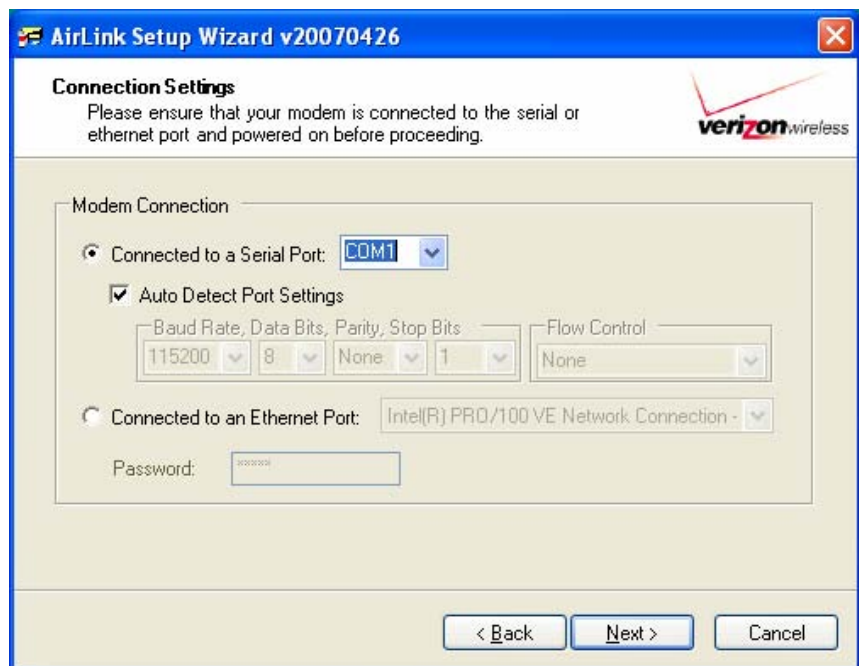 AirLink Setup Wizard v20070426
Connection Settings
Please ensure that your modem is connected to the serial or
ethernet port and powered on before proceeding.
verizonwireless
Modem Connection
Connected to a Serial Port: COM1
Auto Detect Port Settings
Baud Rate, Data Bits, Parity, Stop Bits Flow Control
115200 8 None 1 None
Connected to an Ethernet Port: Intel(R) PRO/100 VE Network Connection -
Password: *****
< Back Next > Cancel